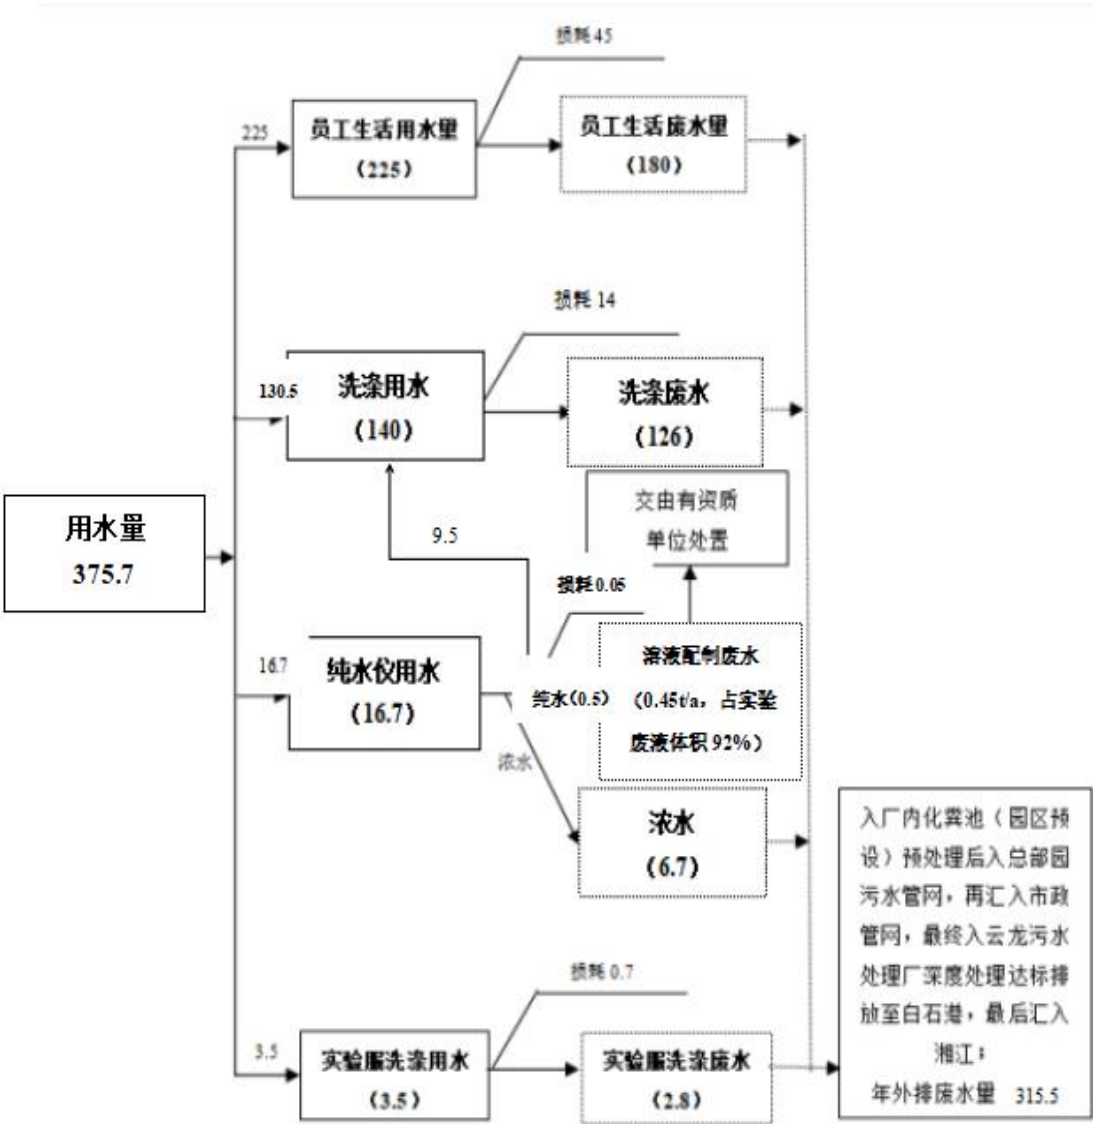 损耗 45
225
员工生活用水量
（225）
员工生活废水量
（180）
损耗 14
130.5
洗涤用水
（140）
洗涤废水
（126）
用水量
375.7
9.5
交由有资质
单位处置
损耗 0.05
16.7
纯水仪用水
（16.7）
纯水（0.5）
溶液配制废水
（0.45t/a，占实验
废液体积 92%）
浓水
浓水
（6.7）
损耗 0.7
3.5
实验服洗涤用水
（3.5）
实验服洗涤废水
（2.8）
入厂内化粪池（园区预
设）预处理后入总部园
污水管网，再汇入市政
管网，最终入云龙污水
处理厂深度处理达标排
放至白石港，最后汇入
湘江；
年外排废水量 315.5